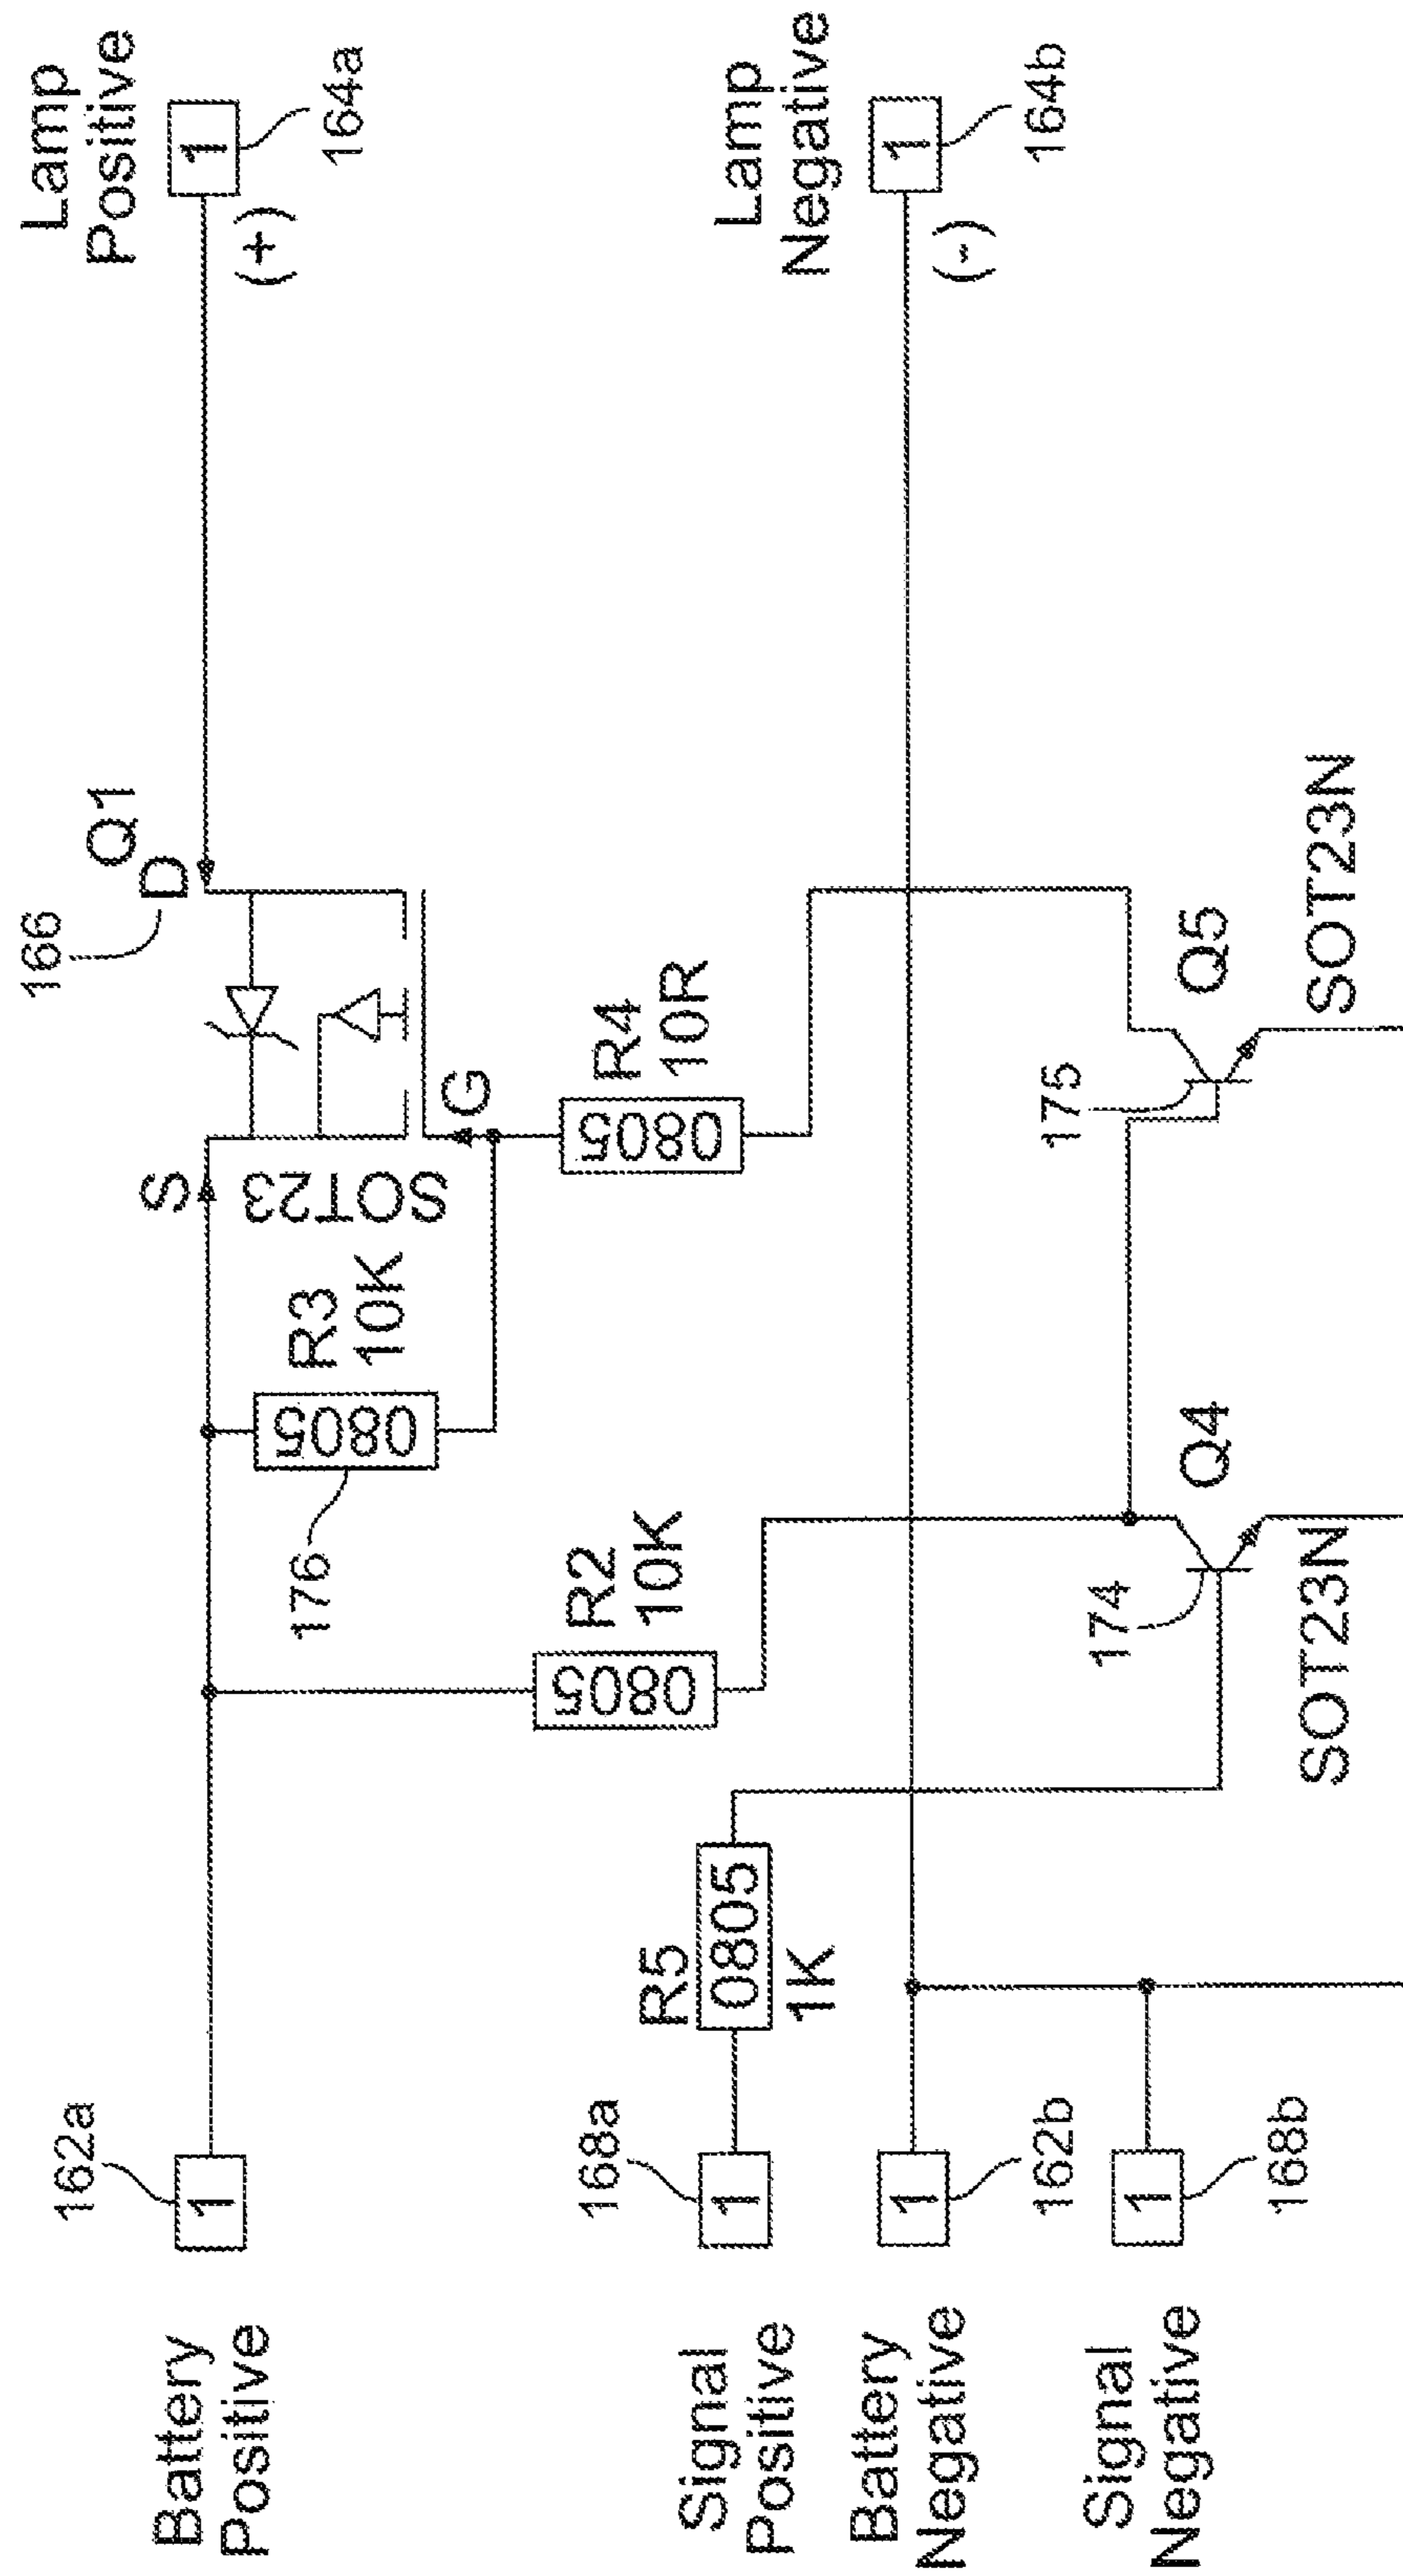 Lamp
Positive
1
164a
(+)
Q1
D
166
S
SOT23
G
R3
10K
0805
176
R4
10R
0805
R2
10K
0805
Battery
Positive
1
162a
Signal
Positive
1
168a
R5
0805
1K
Lamp
Negative
1
164b
(-)
Battery
Negative
1
162b
Signal
Negative
1
168b
Q4
174
SOT23N
Q5
175
SOT23N